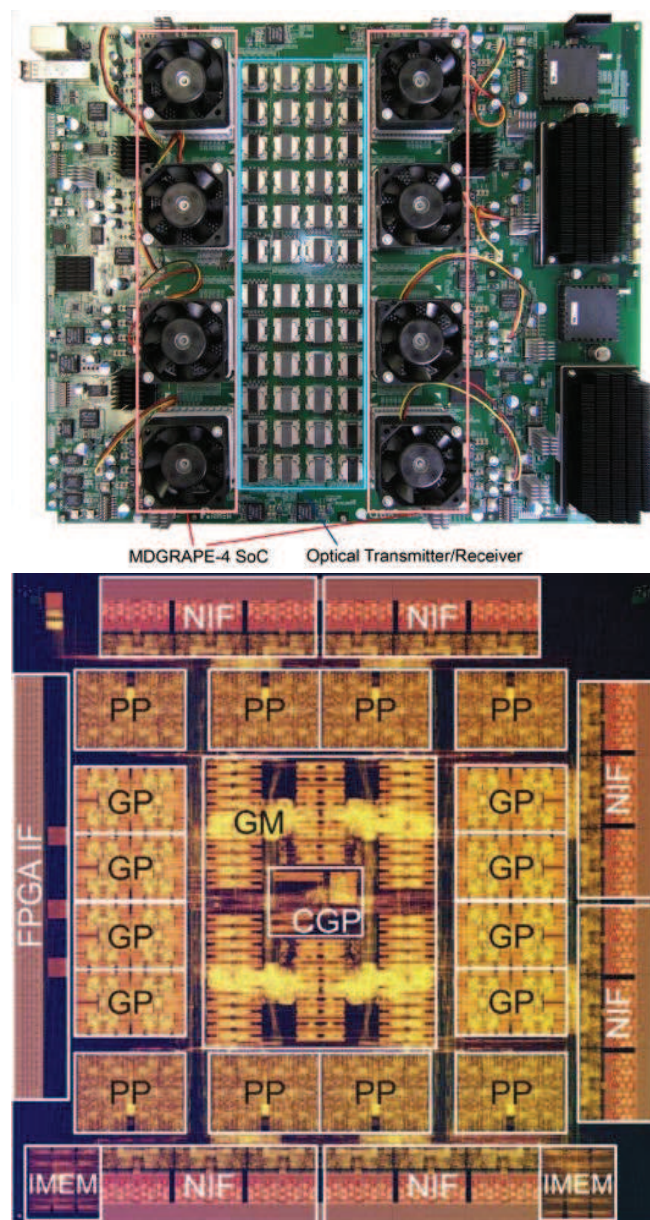 MDGRAPE-4 SoC Optical Transmitter/Receiver
NIF NIF
PP PP PP PP
GP GP
GM
NIF
GP GP
FPGA IF
CGP
GP GP
NIF
GP GP
PP PP PP PP
IMEM NIF NIF IMEM